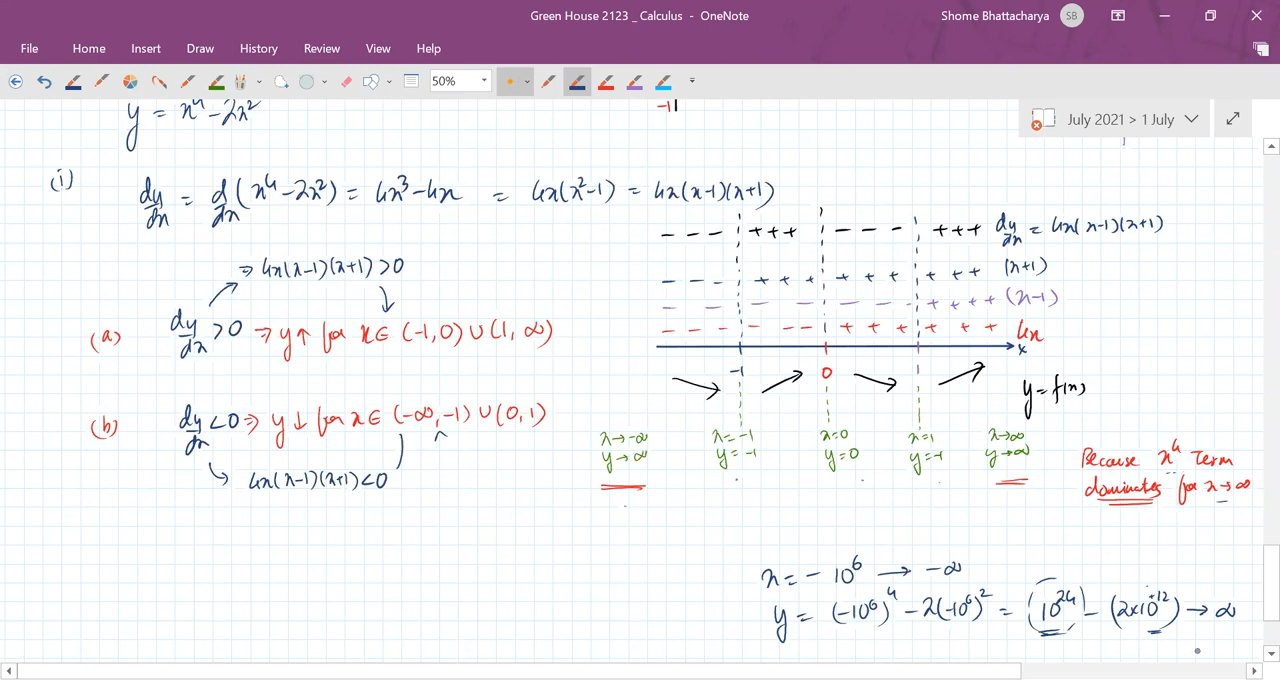 Green House 2123 _ Calculus - OneNote
Shome Bhattacharya SB
File Home Insert Draw History Review View Help
50%
July 2021 > 1 July
y = x⁴ - 2x²
-1
(i)
dy/dx = d/dx (x⁴ - 2x²) = 4x³ - 4x = 4x(x² - 1) = 4x(x-1)(x+1)
- - - + + + - - - + + + dy/dx = 4x(x-1)(x+1)
- - - + + + + + + + + + (x+1)
- - - - - - - - + + + + (x-1)
- - - - - - + + + + + + 4x
-1 0 1 x
y = f(x)
⇒ 4x(x-1)(x+1) > 0
(a) dy/dx > 0 ⇒ y↑ for x ∈ (-1, 0) ∪ (1, ∞)
(b) dy/dx < 0 ⇒ y↓ for x ∈ (-∞, -1) ∪ (0, 1)
4x(x-1)(x+1) < 0
x → -∞ x = -1 x = 0 x = 1 x → ∞
y → ∞ y = -1 y = 0 y = -1 y → ∞
Because x⁴ term
dominates for x → ∞
x = -10⁶ → -∞
y = (-10⁶)⁴ - 2(-10⁶)² = (10²⁴) - (2×10⁺¹²) → ∞